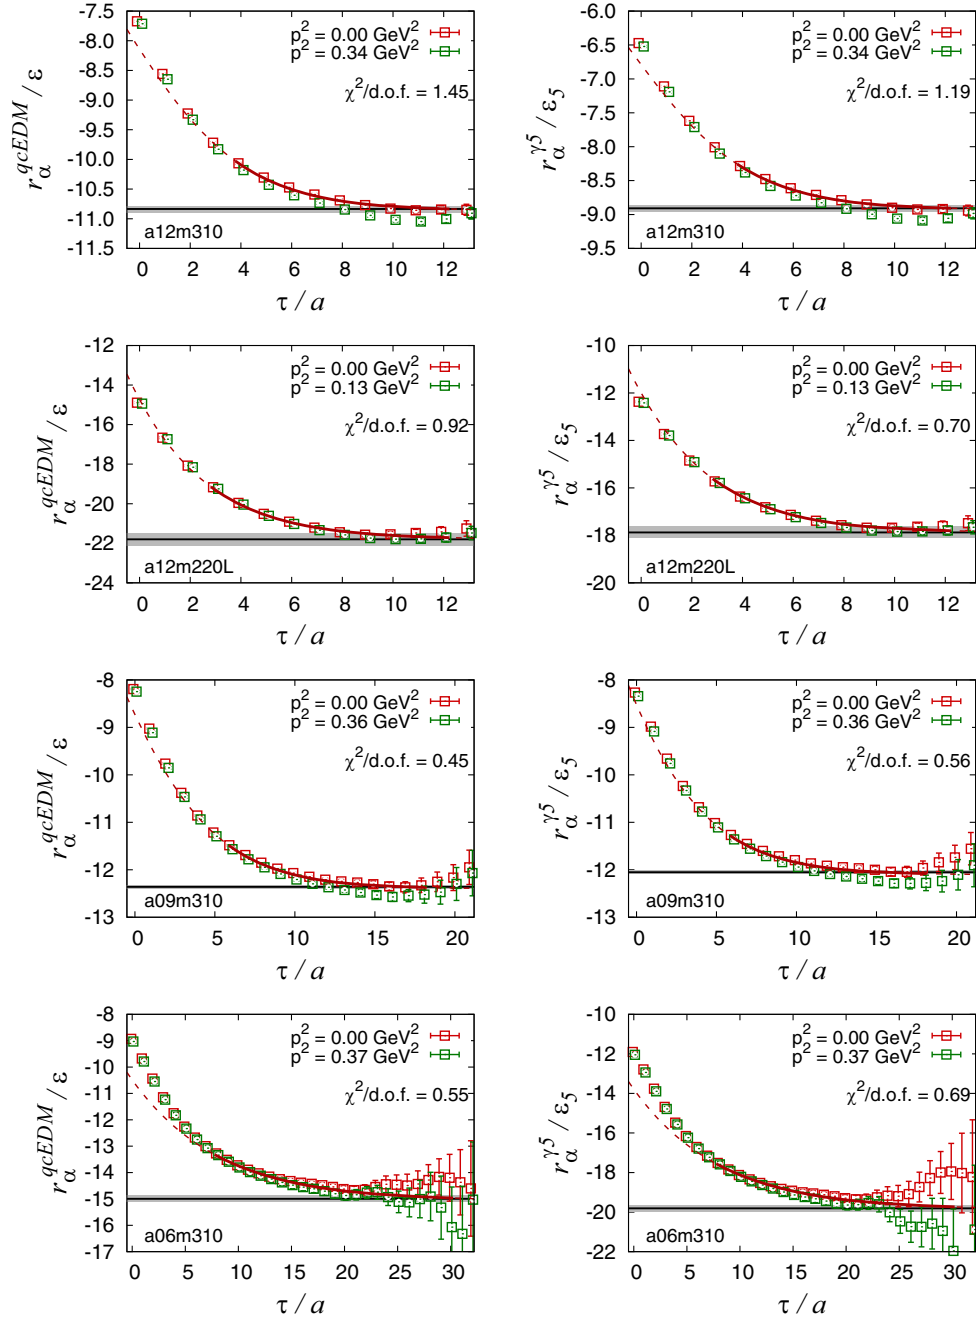 r_α^{qcEDM} / ε
-7.5
-8.0
-8.5
-9.0
-9.5
-10.0
-10.5
-11.0
-11.5
p² = 0.00 GeV²
p² = 0.34 GeV²
χ²/d.o.f. = 1.45
a12m310
0 2 4 6 8 10 12
τ / a
r_α^{γ5} / ε₅
-6.0
-6.5
-7.0
-7.5
-8.0
-8.5
-9.0
-9.5
p² = 0.00 GeV²
p² = 0.34 GeV²
χ²/d.o.f. = 1.19
a12m310
0 2 4 6 8 10 12
τ / a
r_α^{qcEDM} / ε
-12
-14
-16
-18
-20
-22
-24
p² = 0.00 GeV²
p² = 0.13 GeV²
χ²/d.o.f. = 0.92
a12m220L
0 2 4 6 8 10 12
τ / a
r_α^{γ5} / ε₅
-10
-12
-14
-16
-18
-20
p² = 0.00 GeV²
p² = 0.13 GeV²
χ²/d.o.f. = 0.70
a12m220L
0 2 4 6 8 10 12
τ / a
r_α^{qcEDM} / ε
-8
-9
-10
-11
-12
-13
p² = 0.00 GeV²
p² = 0.36 GeV²
χ²/d.o.f. = 0.45
a09m310
0 5 10 15 20
τ / a
r_α^{γ5} / ε₅
-8
-9
-10
-11
-12
-13
p² = 0.00 GeV²
p² = 0.36 GeV²
χ²/d.o.f. = 0.56
a09m310
0 5 10 15 20
τ / a
r_α^{qcEDM} / ε
-8
-9
-10
-11
-12
-13
-14
-15
-16
-17
p² = 0.00 GeV²
p² = 0.37 GeV²
χ²/d.o.f. = 0.55
a06m310
0 5 10 15 20 25 30
τ / a
r_α^{γ5} / ε₅
-10
-12
-14
-16
-18
-20
-22
p² = 0.00 GeV²
p² = 0.37 GeV²
χ²/d.o.f. = 0.69
a06m310
0 5 10 15 20 25 30
τ / a